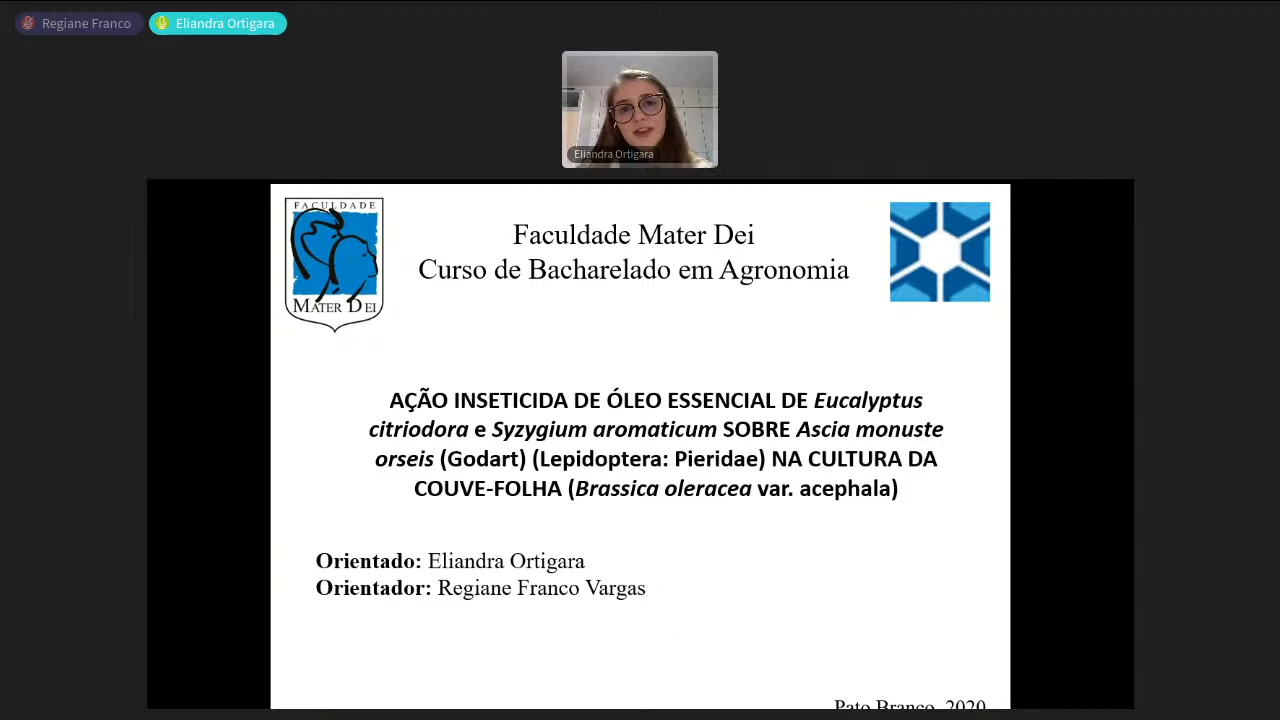 Regiane Franco
Eliandra Ortigara
Eliandra Ortigara
FACULDADE
MATER DEI
Faculdade Mater Dei
Curso de Bacharelado em Agronomia
AÇÃO INSETICIDA DE ÓLEO ESSENCIAL DE Eucalyptus
citriodora e Syzygium aromaticum SOBRE Ascia monuste
orseis (Godart) (Lepidoptera: Pieridae) NA CULTURA DA
COUVE-FOLHA (Brassica oleracea var. acephala)
Orientado: Eliandra Ortigara
Orientador: Regiane Franco Vargas
Pato Branco, 2020